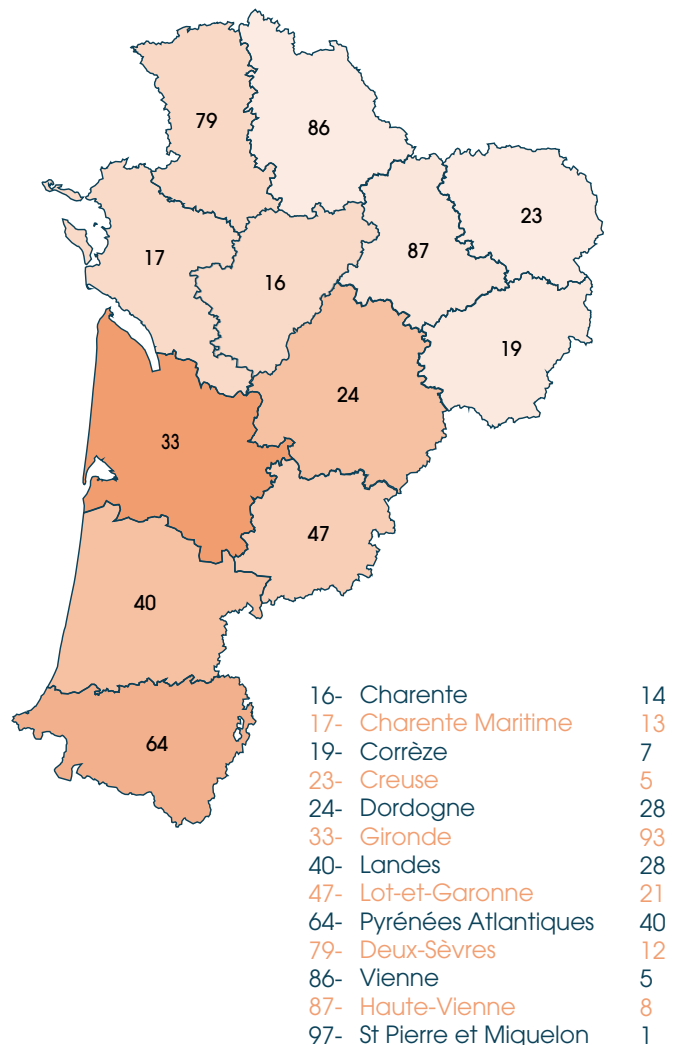 79
86
23
87
17
16
19
24
33
47
40
64
16- Charente 14
17- Charente Maritime 13
19- Corrèze 7
23- Creuse 5
24- Dordogne 28
33- Gironde 93
40- Landes 28
47- Lot-et-Garonne 21
64- Pyrénées Atlantiques 40
79- Deux-Sèvres 12
86- Vienne 5
87- Haute-Vienne 8
97- St Pierre et Miquelon 1